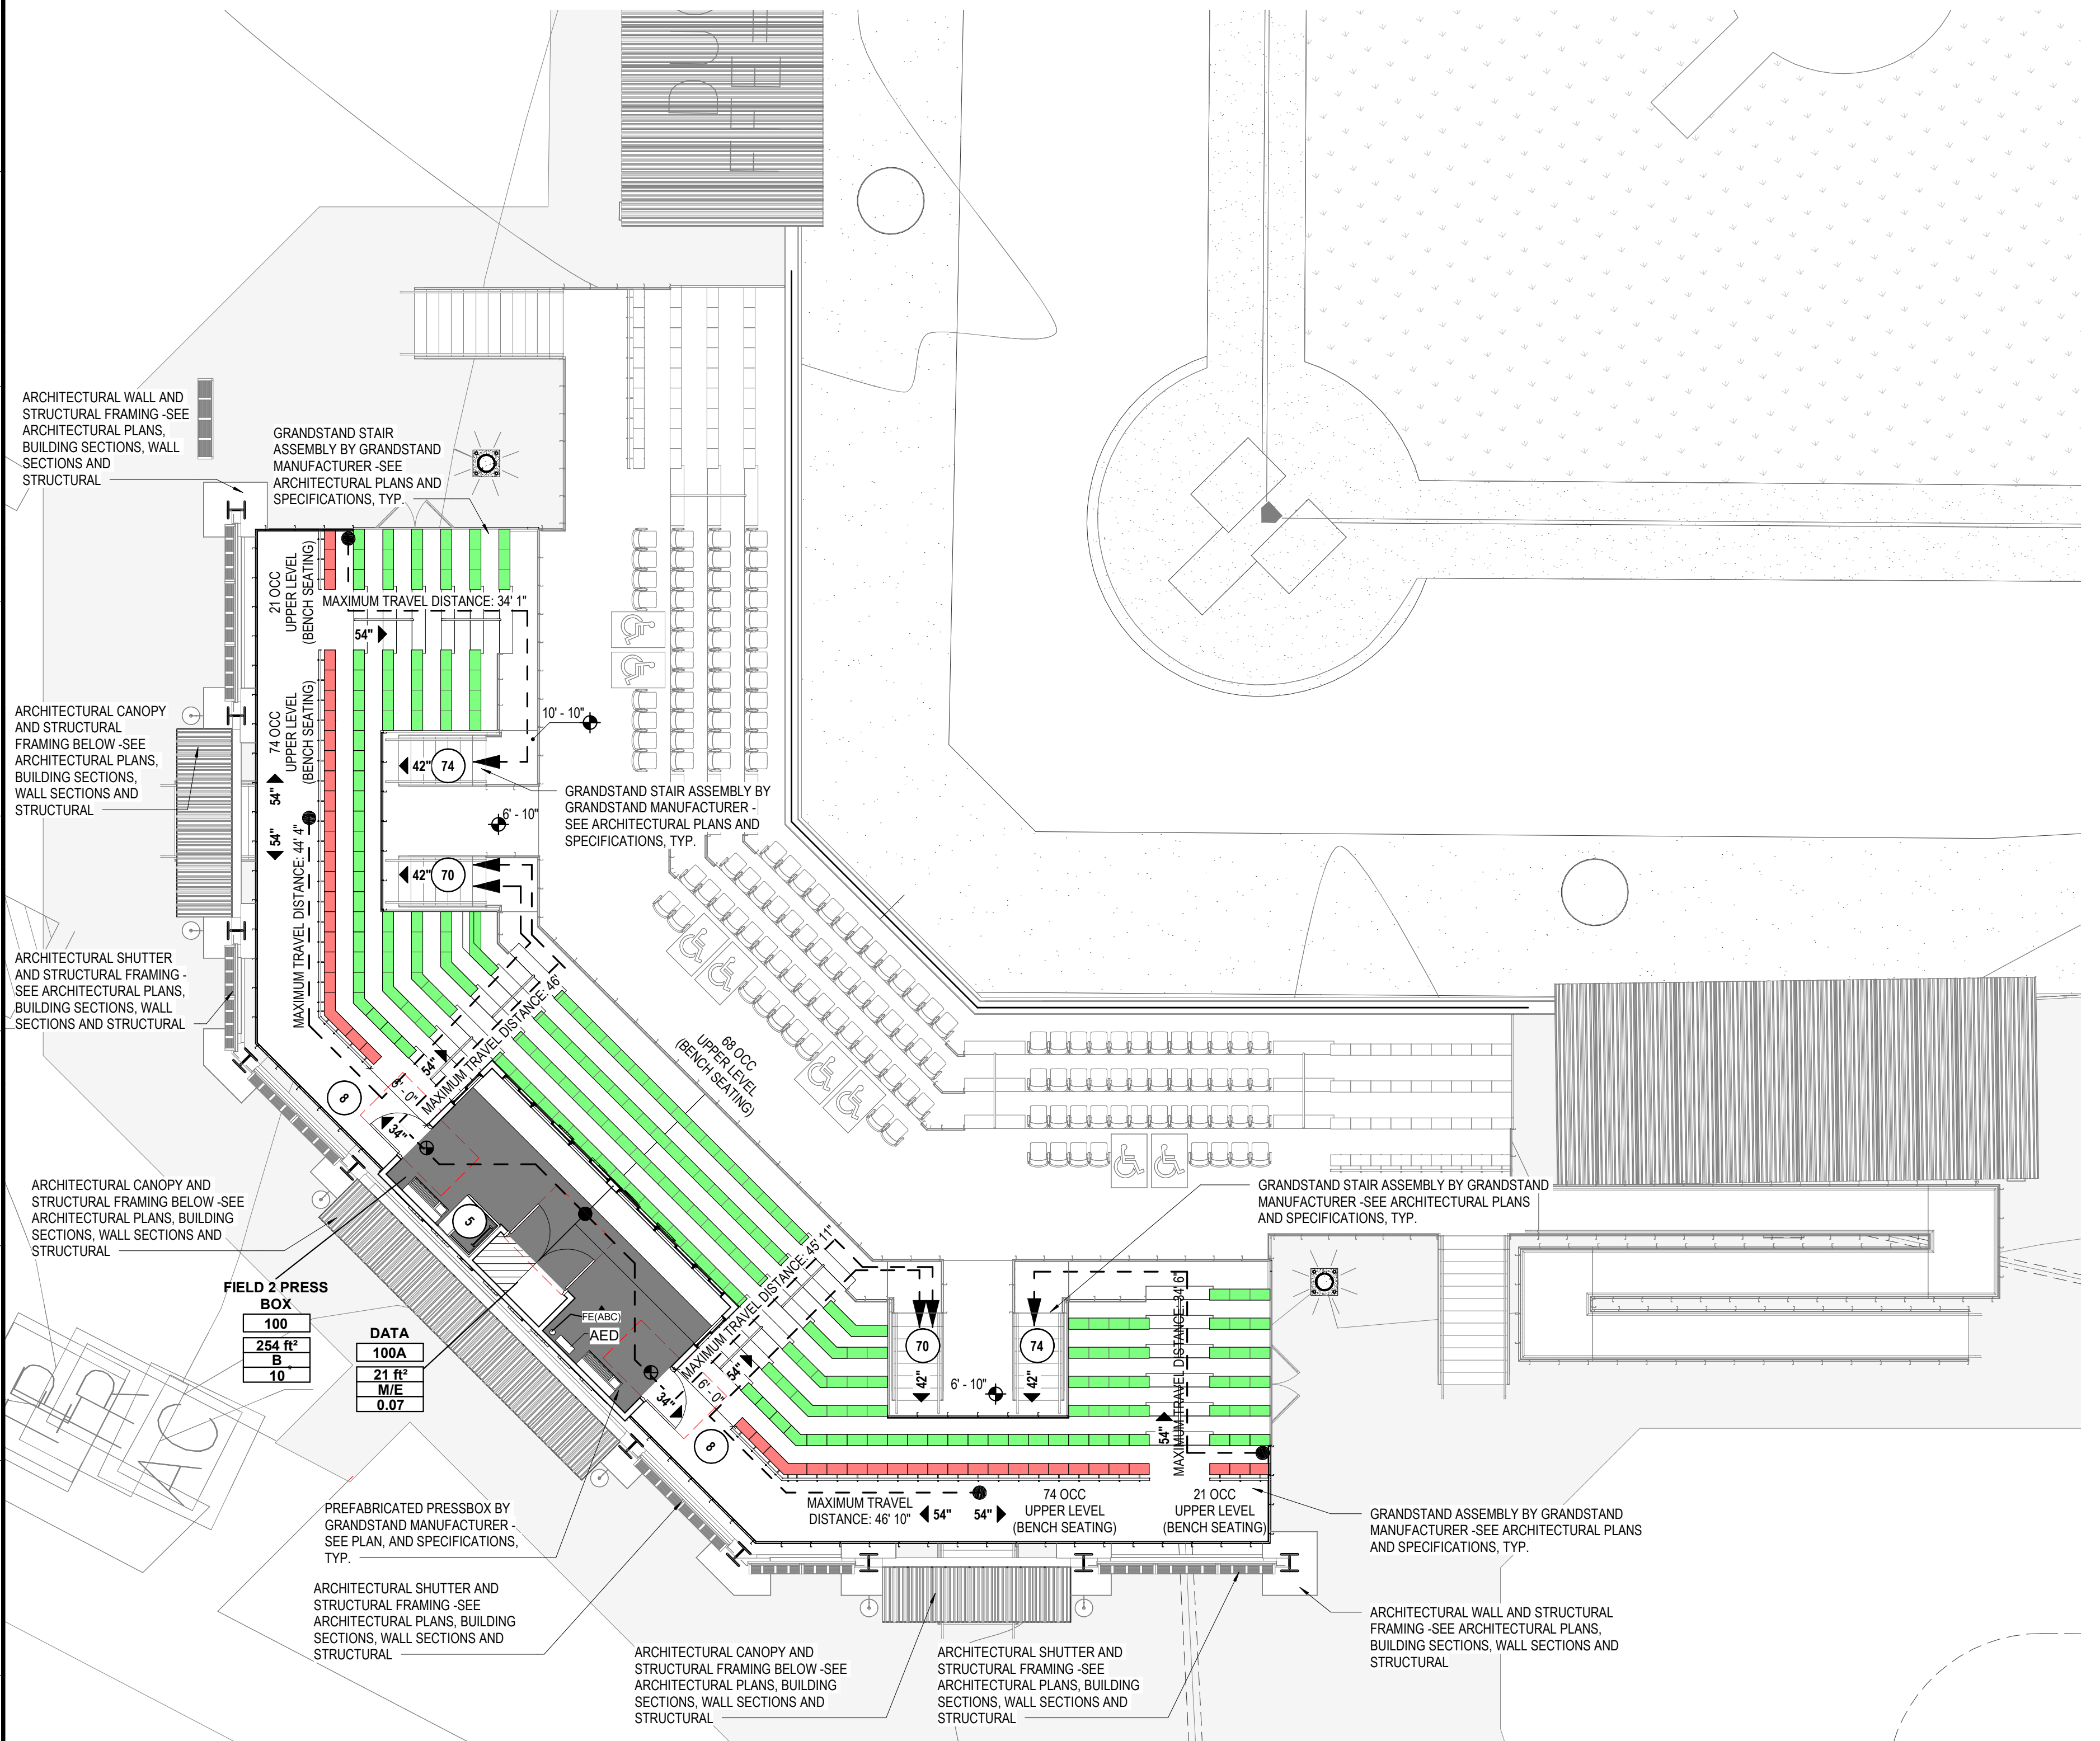 ARCHITECTURAL WALL AND
STRUCTURAL FRAMING -SEE
ARCHITECTURAL PLANS,
BUILDING SECTIONS, WALL
SECTIONS AND
STRUCTURAL
GRANDSTAND STAIR
ASSEMBLY BY GRANDSTAND
MANUFACTURER -SEE
ARCHITECTURAL PLANS AND
SPECIFICATIONS, TYP.
21 OCC
UPPER LEVEL
(BENCH SEATING)
MAXIMUM TRAVEL DISTANCE: 34' 1"
54"
74 OCC
UPPER LEVEL
(BENCH SEATING)
54"
54"
MAXIMUM TRAVEL DISTANCE: 44' 4"
10' - 10"
42"
74
6' - 10"
42"
70
GRANDSTAND STAIR ASSEMBLY BY
GRANDSTAND MANUFACTURER -
SEE ARCHITECTURAL PLANS AND
SPECIFICATIONS, TYP.
ARCHITECTURAL CANOPY
AND STRUCTURAL
FRAMING BELOW -SEE
ARCHITECTURAL PLANS,
BUILDING SECTIONS,
WALL SECTIONS AND
STRUCTURAL
ARCHITECTURAL SHUTTER
AND STRUCTURAL FRAMING -
SEE ARCHITECTURAL PLANS,
BUILDING SECTIONS, WALL
SECTIONS AND STRUCTURAL
MAXIMUM TRAVEL DISTANCE: 46'
54"
68 OCC
UPPER LEVEL
(BENCH SEATING)
8
34"
5
FE(ABC)
AED
ARCHITECTURAL CANOPY AND
STRUCTURAL FRAMING BELOW -SEE
ARCHITECTURAL PLANS, BUILDING
SECTIONS, WALL SECTIONS AND
STRUCTURAL
FIELD 2 PRESS
BOX
100
254 ft²
B
10
DATA
100A
21 ft²
M/E
0.07
MAXIMUM TRAVEL DISTANCE: 45' 11"
54"
6' - 0"
34"
8
GRANDSTAND STAIR ASSEMBLY BY GRANDSTAND
MANUFACTURER -SEE ARCHITECTURAL PLANS
AND SPECIFICATIONS, TYP.
70
42"
6' - 10"
74
42"
MAXIMUM TRAVEL DISTANCE: 34' 6"
54"
MAXIMUM TRAVEL
DISTANCE: 46' 10"
54"
54"
74 OCC
UPPER LEVEL
(BENCH SEATING)
21 OCC
UPPER LEVEL
(BENCH SEATING)
PREFABRICATED PRESSBOX BY
GRANDSTAND MANUFACTURER -
SEE PLAN, AND SPECIFICATIONS,
TYP.
ARCHITECTURAL SHUTTER AND
STRUCTURAL FRAMING -SEE
ARCHITECTURAL PLANS, BUILDING
SECTIONS, WALL SECTIONS AND
STRUCTURAL
ARCHITECTURAL CANOPY AND
STRUCTURAL FRAMING BELOW -SEE
ARCHITECTURAL PLANS, BUILDING
SECTIONS, WALL SECTIONS AND
STRUCTURAL
ARCHITECTURAL SHUTTER AND
STRUCTURAL FRAMING -SEE
ARCHITECTURAL PLANS, BUILDING
SECTIONS, WALL SECTIONS AND
STRUCTURAL
GRANDSTAND ASSEMBLY BY GRANDSTAND
MANUFACTURER -SEE ARCHITECTURAL PLANS
AND SPECIFICATIONS, TYP.
ARCHITECTURAL WALL AND STRUCTURAL
FRAMING -SEE ARCHITECTURAL PLANS,
BUILDING SECTIONS, WALL SECTIONS AND
STRUCTURAL